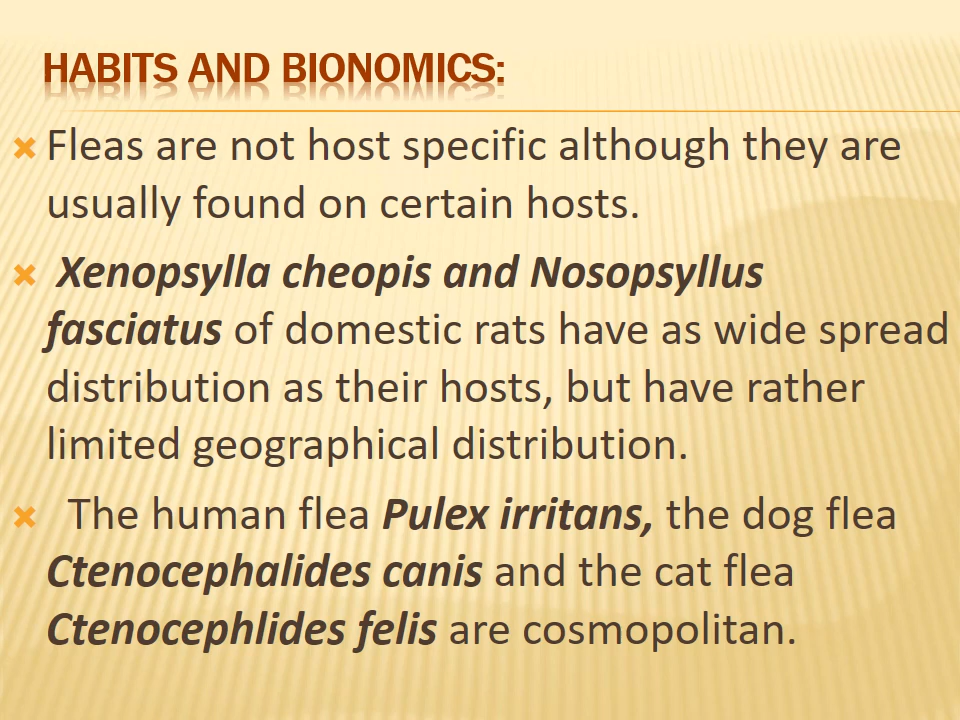 HABITS AND BIONOMICS:
Fleas are not host specific although they are
usually found on certain hosts.
Xenopsylla cheopis and Nosopsyllus
fasciatus of domestic rats have as wide spread
distribution as their hosts, but have rather
limited geographical distribution.
The human flea Pulex irritans, the dog flea
Ctenocephalides canis and the cat flea
Ctenocephlides felis are cosmopolitan.